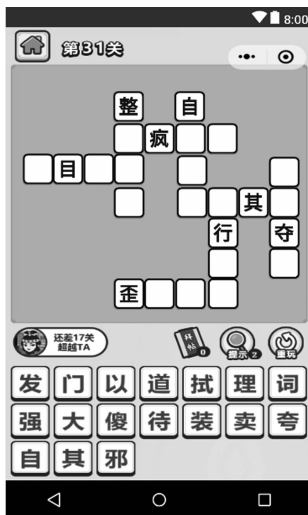 8:00
第31关
整 自
疯
目
其
行 夺
歪
还差17关
超越TA
0
提示 2
重玩
发 门 以 道 拭 理 词
强 大 傻 待 装 卖 夸
自 其 邪